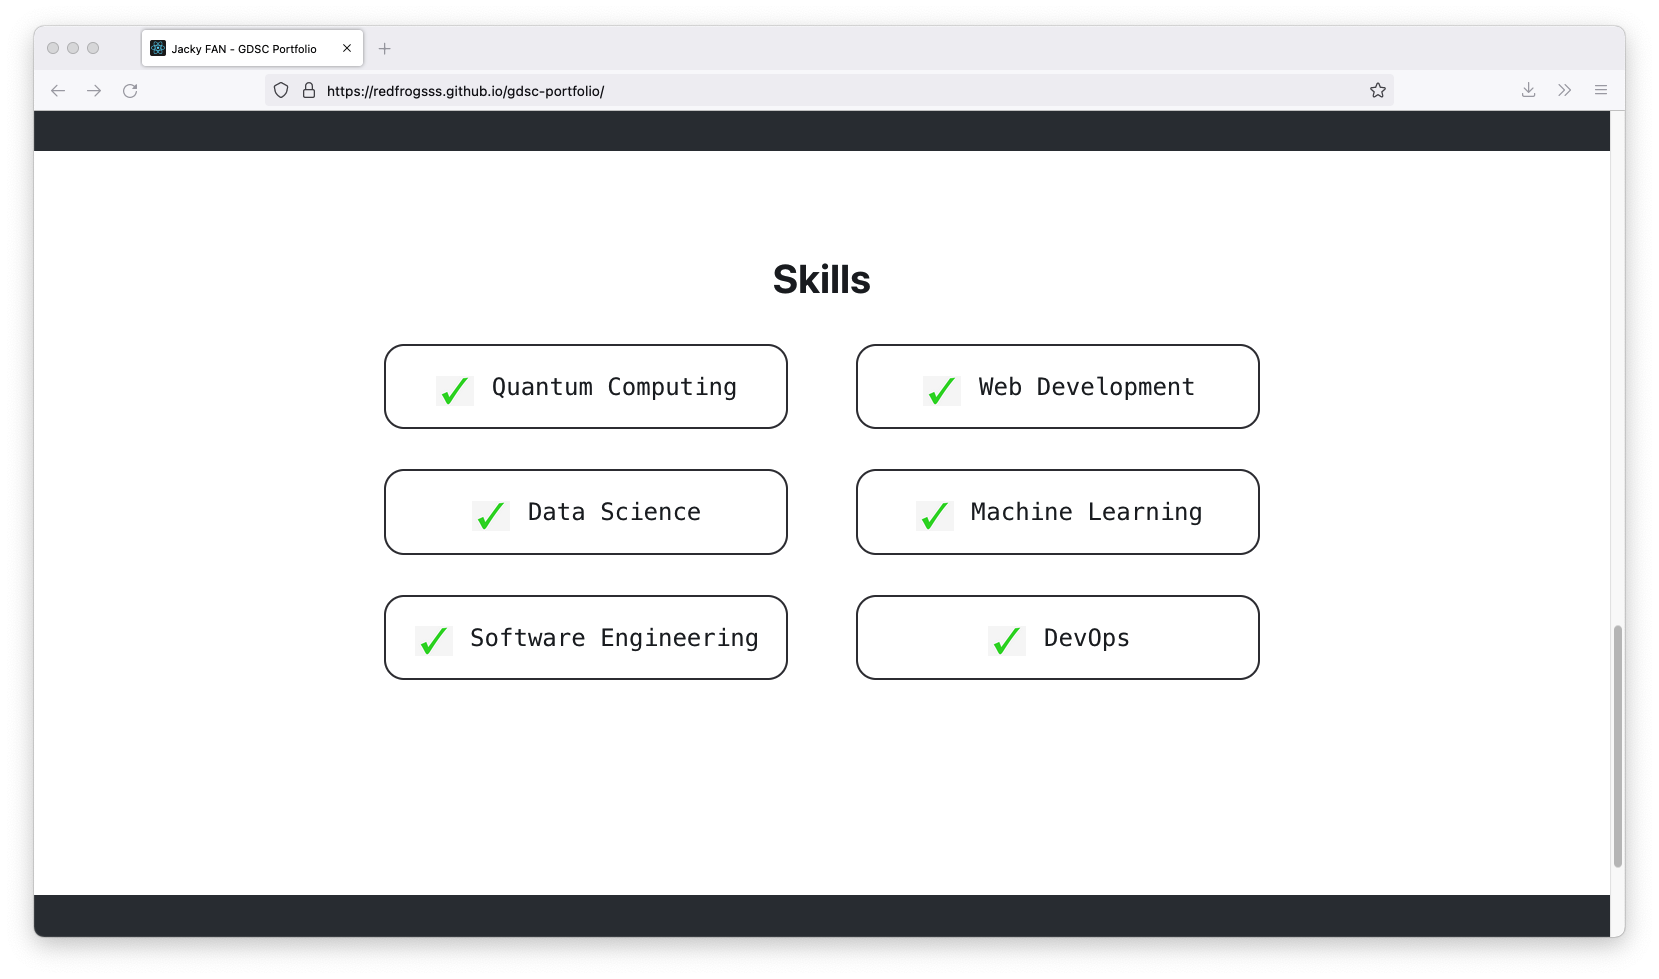 Jacky FAN - GDSC Portfolio
https://redfrogsss.github.io/gdsc-portfolio/
Skills
Quantum Computing
Web Development
Data Science
Machine Learning
Software Engineering
DevOps